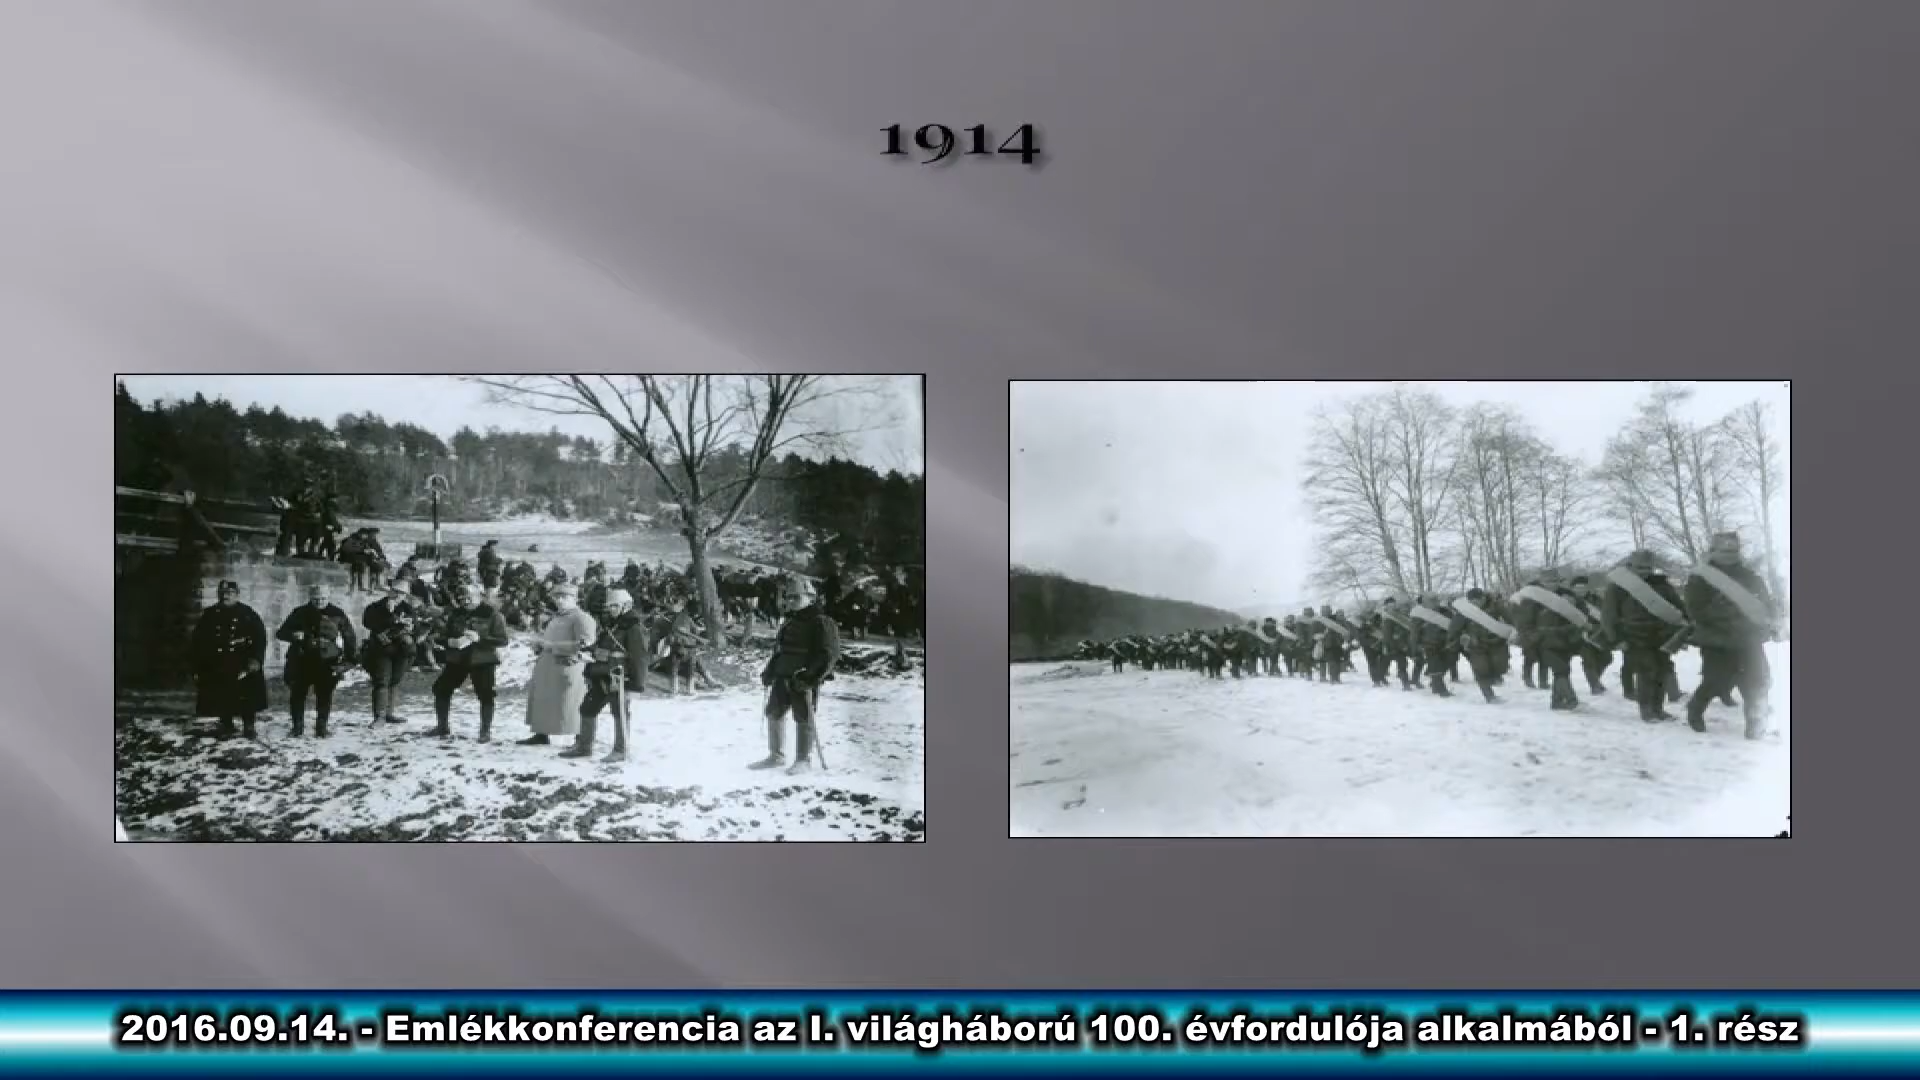 1914
2016.09.14. - Emlékkonferencia az I. világháború 100. évfordulója alkalmából - 1. rész